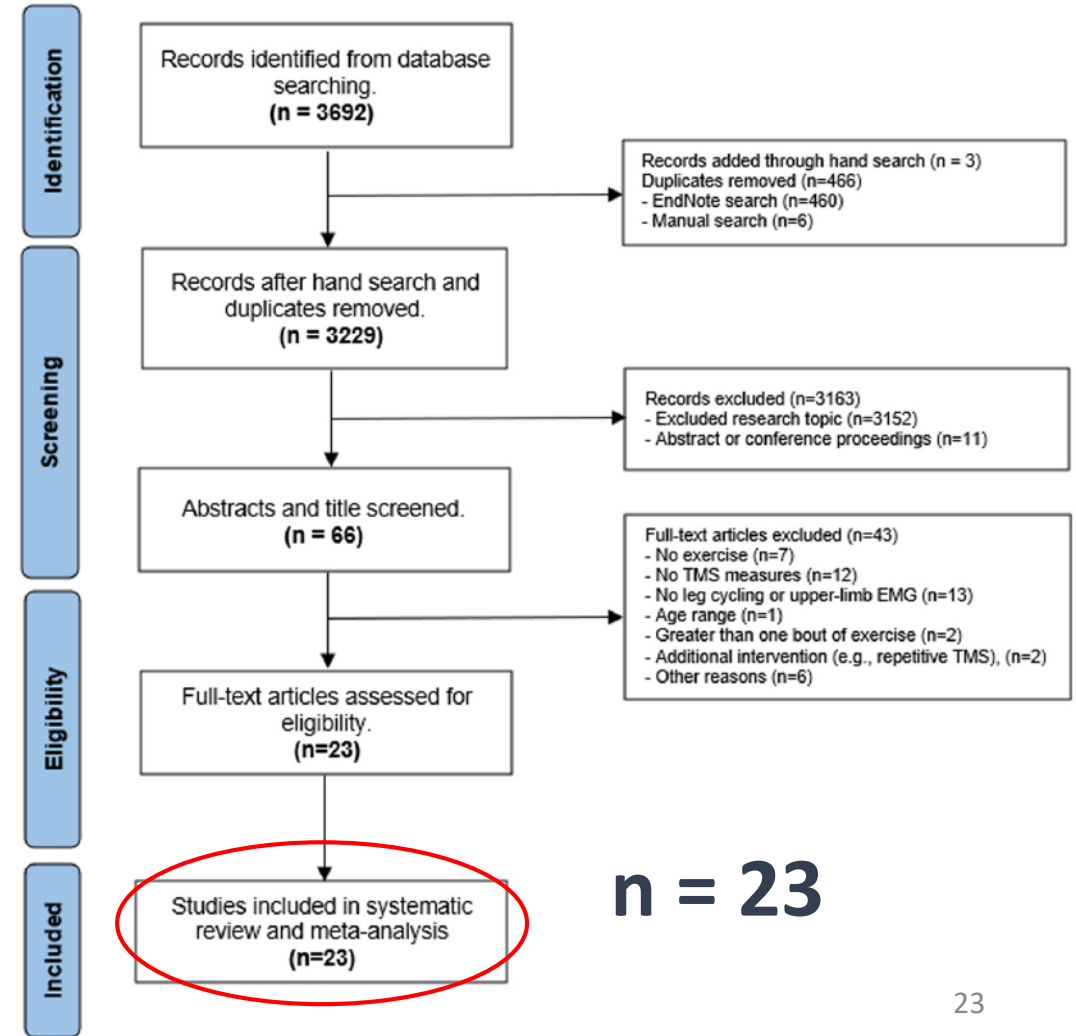 Identification
Records identified from database
searching.
(n = 3692)
Records added through hand search (n = 3)
Duplicates removed (n=466)
- EndNote search (n=460)
- Manual search (n=6)
Screening
Records after hand search and
duplicates removed.
(n = 3229)
Records excluded (n=3163)
- Excluded research topic (n=3152)
- Abstract or conference proceedings (n=11)
Abstracts and title screened.
(n = 66)
Full-text articles excluded (n=43)
- No exercise (n=7)
- No TMS measures (n=12)
- No leg cycling or upper-limb EMG (n=13)
- Age range (n=1)
- Greater than one bout of exercise (n=2)
- Additional intervention (e.g., repetitive TMS), (n=2)
- Other reasons (n=6)
Eligibility
Full-text articles assessed for
eligibility.
(n=23)
Included
Studies included in systematic
review and meta-analysis
(n=23)
n = 23
23